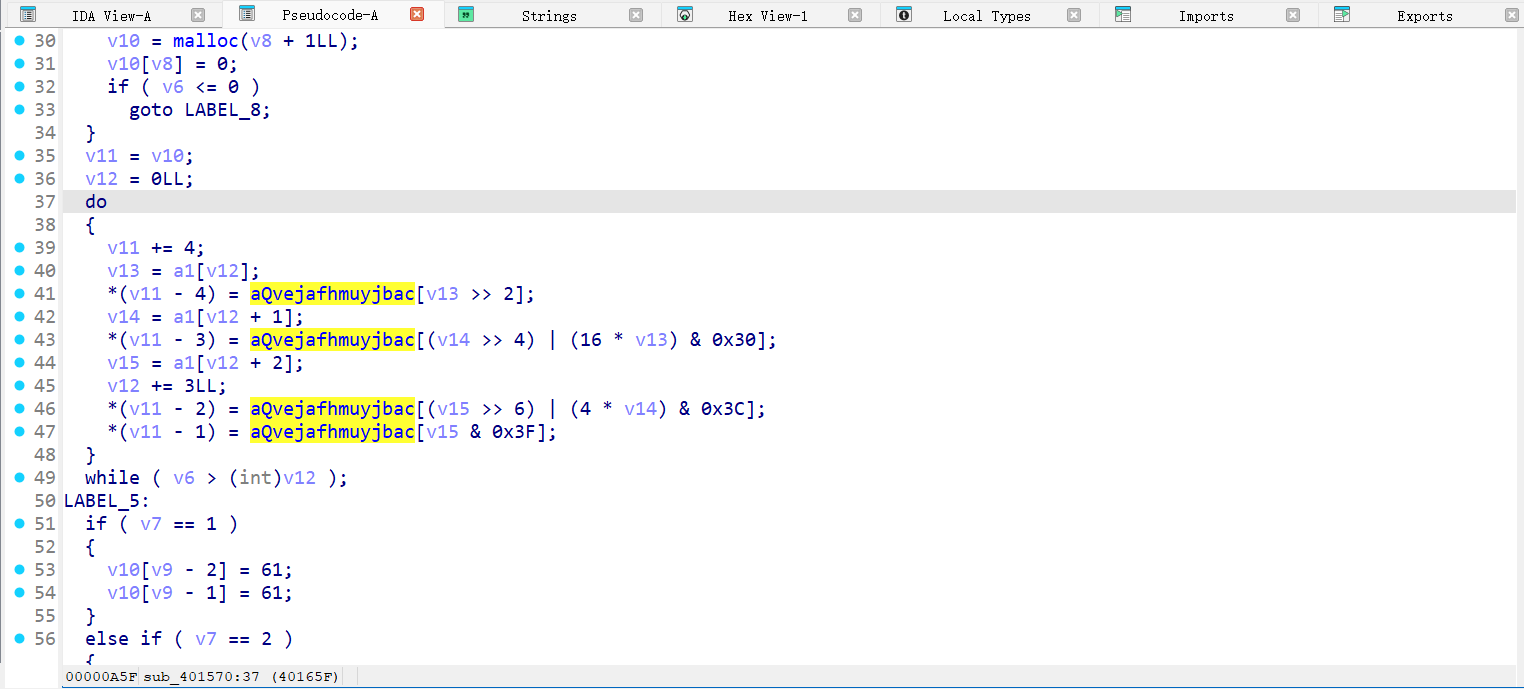 IDA View-A Pseudocode-A Strings Hex View-1 Local Types Imports Exports
30 v10 = malloc(v8 + 1LL);
31 v10[v8] = 0;
32 if ( v6 <= 0 )
33 goto LABEL_8;
34 }
35 v11 = v10;
36 v12 = 0LL;
37 do
38 {
39 v11 += 4;
40 v13 = a1[v12];
41 *(v11 - 4) = aQvejafhmuyjbac[v13 >> 2];
42 v14 = a1[v12 + 1];
43 *(v11 - 3) = aQvejafhmuyjbac[(v14 >> 4) | (16 * v13) & 0x30];
44 v15 = a1[v12 + 2];
45 v12 += 3LL;
46 *(v11 - 2) = aQvejafhmuyjbac[(v15 >> 6) | (4 * v14) & 0x3C];
47 *(v11 - 1) = aQvejafhmuyjbac[v15 & 0x3F];
48 }
49 while ( v6 > (int)v12 );
50 LABEL_5:
51 if ( v7 == 1 )
52 {
53 v10[v9 - 2] = 61;
54 v10[v9 - 1] = 61;
55 }
56 else if ( v7 == 2 )
{
00000A5F sub_401570:37 (40165F)